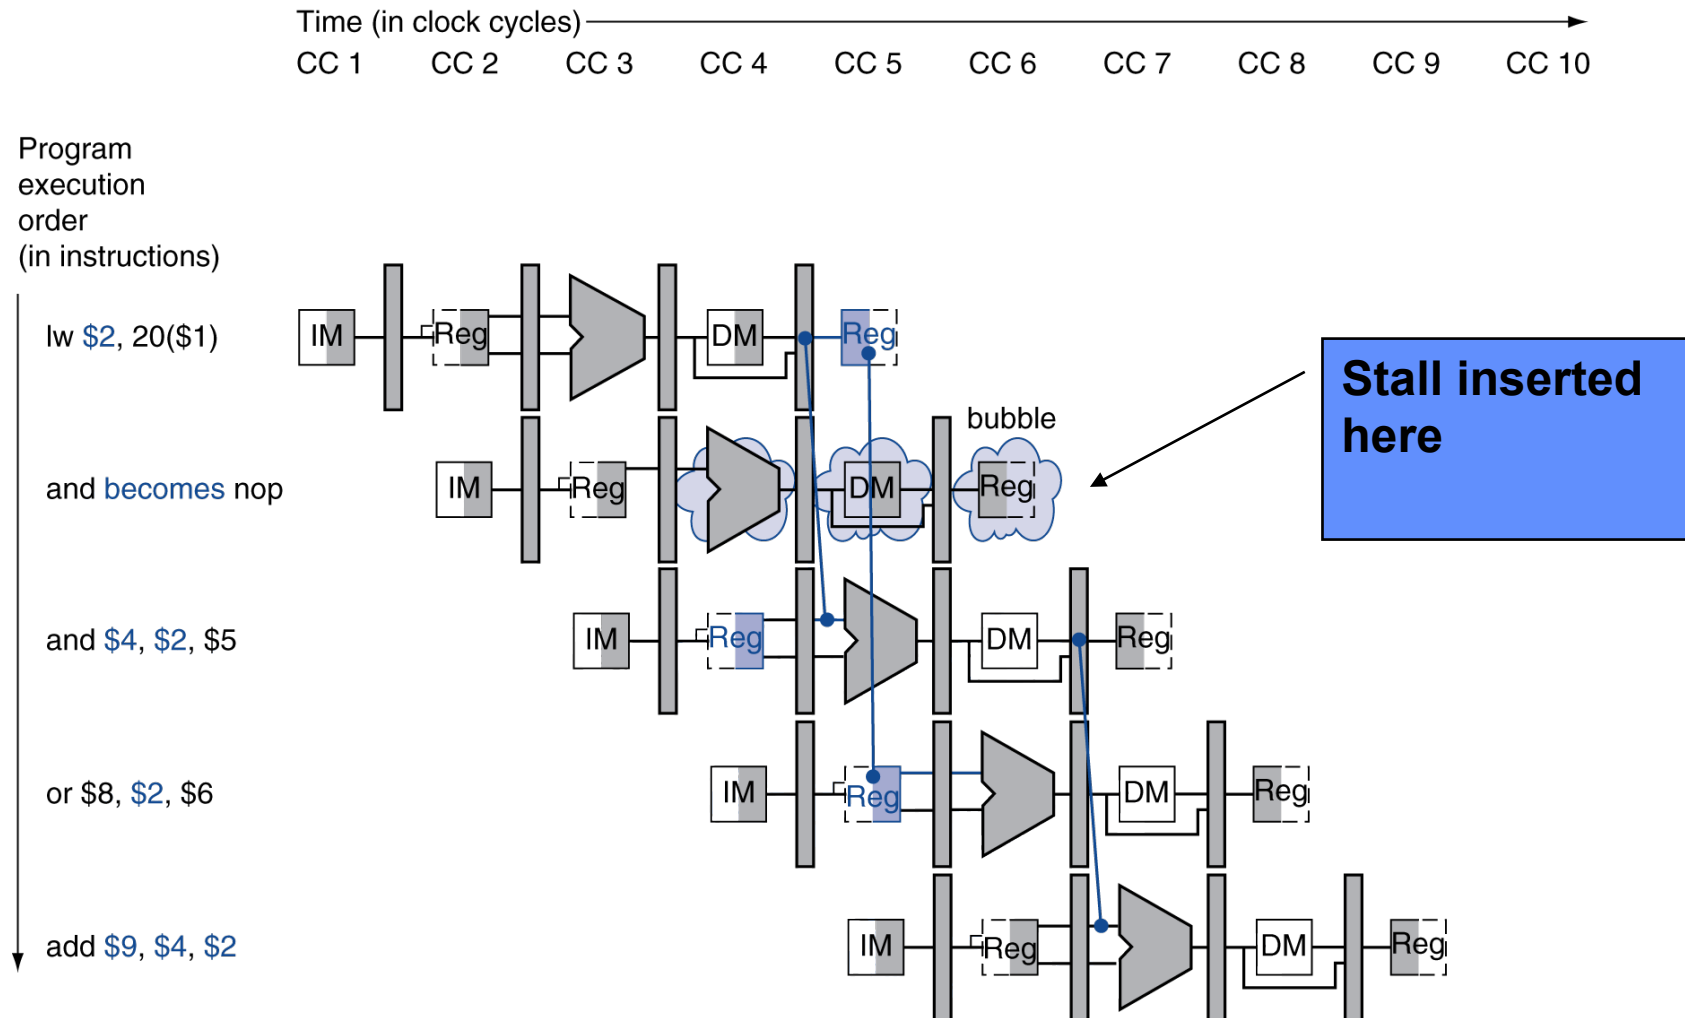 Time (in clock cycles)
CC 1 CC 2 CC 3 CC 4 CC 5 CC 6 CC 7 CC 8 CC 9 CC 10
Program
execution
order
(in instructions)
lw $2, 20($1)
IM Reg DM Reg
Stall inserted
here
bubble
and becomes nop
IM Reg DM Reg
and $4, $2, $5
IM Reg DM Reg
or $8, $2, $6
IM Reg DM Reg
add $9, $4, $2
IM Reg DM Reg